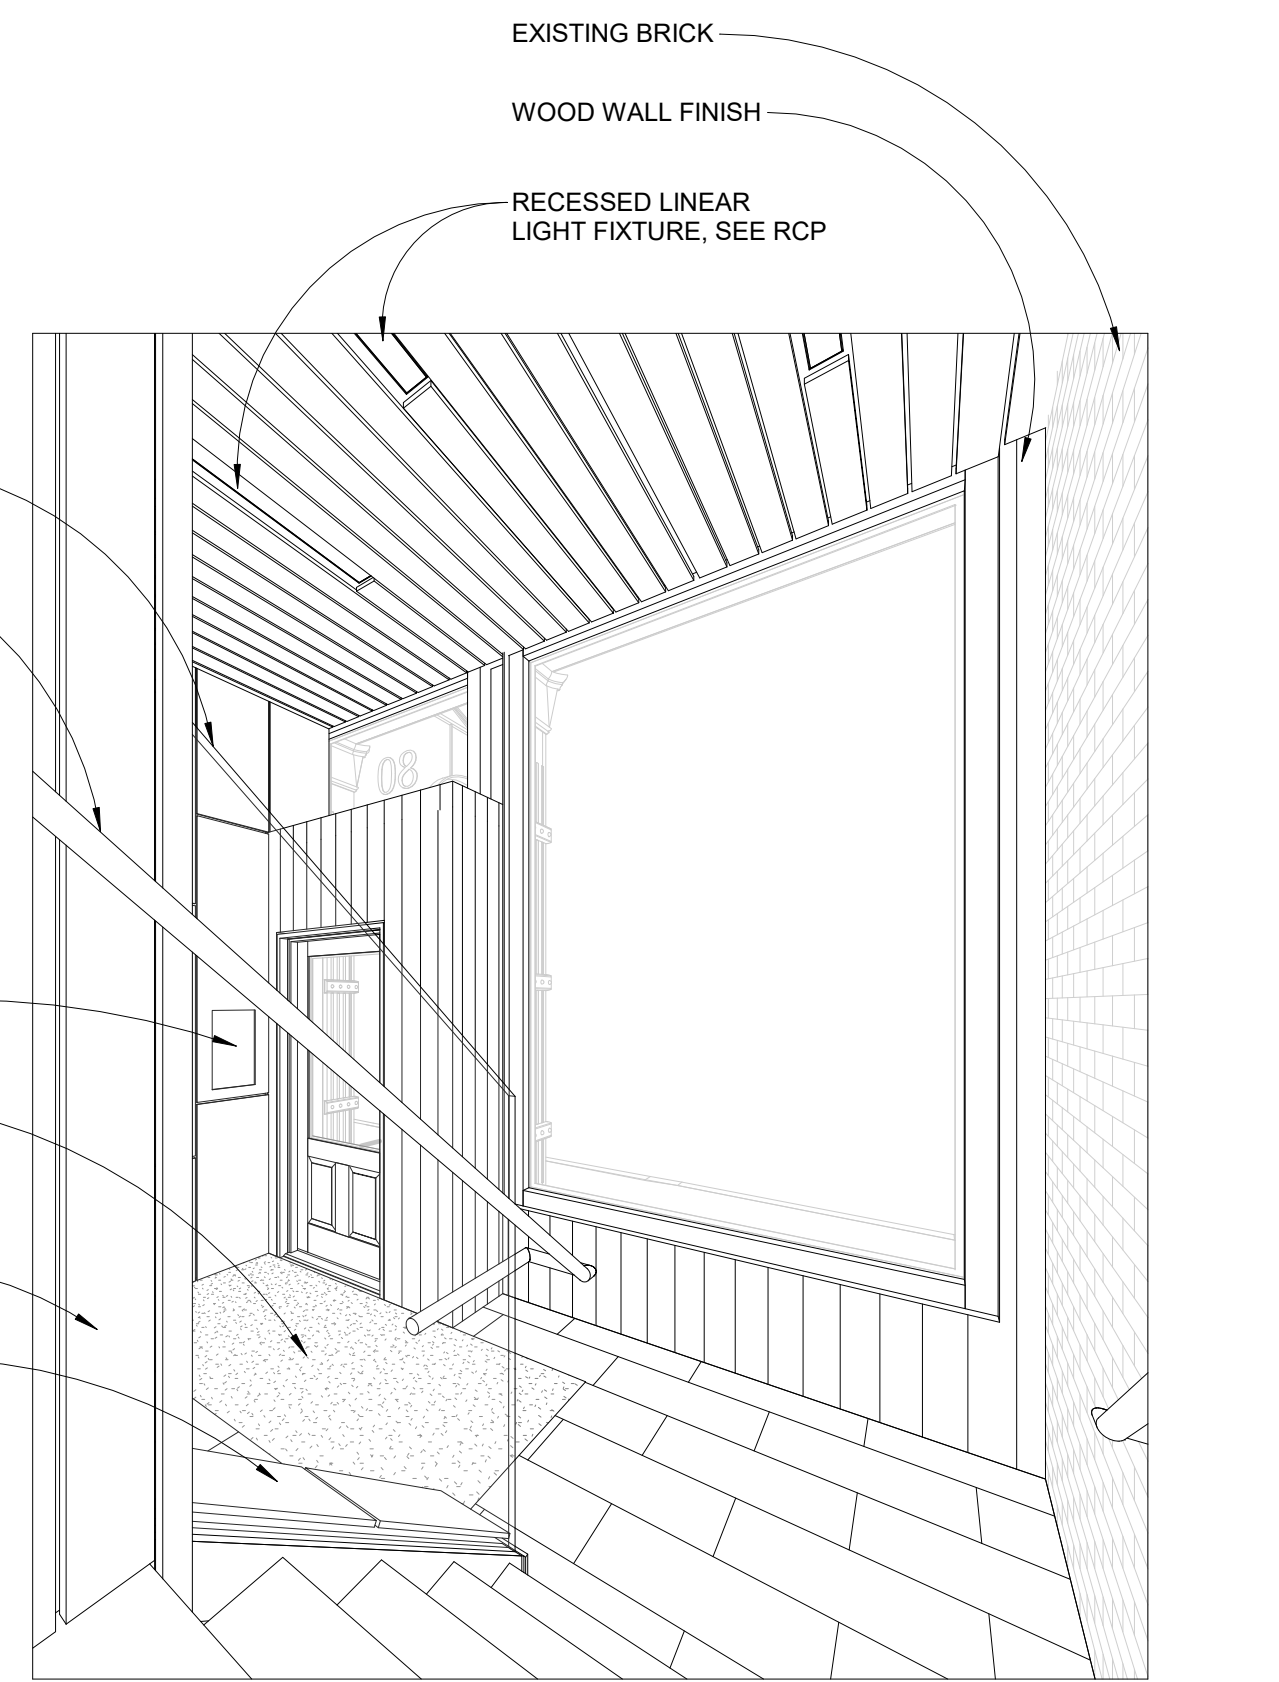 EXISTING BRICK
WOOD WALL FINISH
RECESSED LINEAR
LIGHT FIXTURE, SEE RCP
08